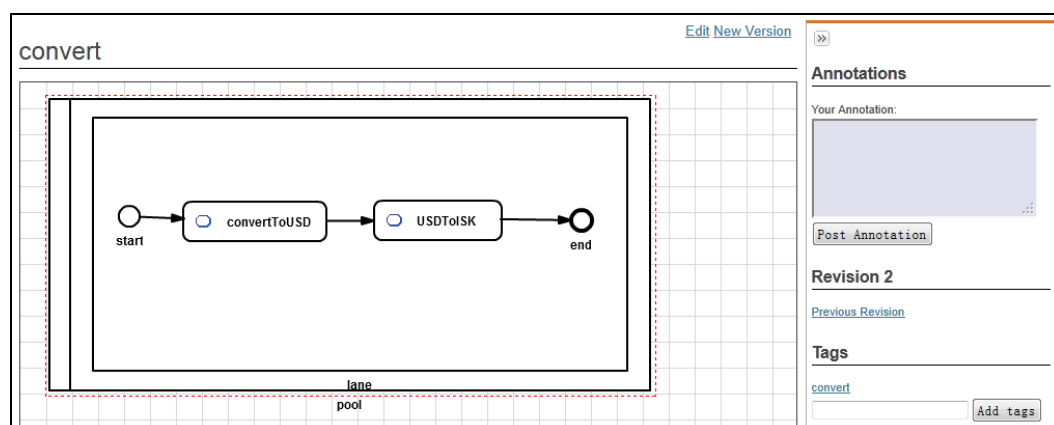 Edit New Version
convert
start
convertToUSD
USDToISK
end
lane
pool
Annotations
Your Annotation:
Post Annotation
Revision 2
Previous Revision
Tags
convert
Add tags